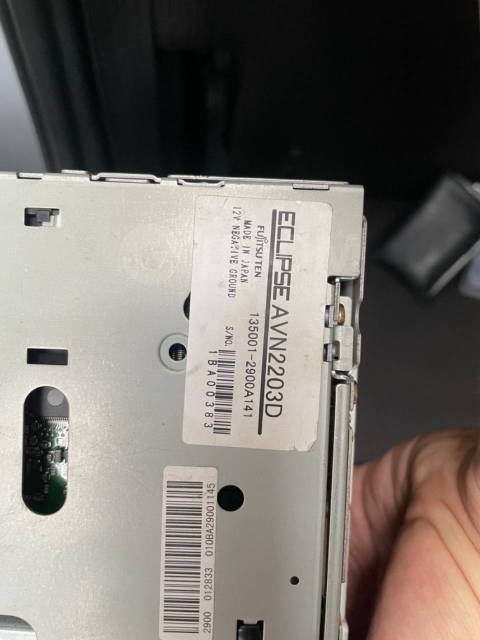 ECLIPSE AVN2203D
FUJITSU TEN 135001-2900A141
MADE IN JAPAN
12V NEGATIVE GROUND S/NO.
1BA00383
2900 012833 010BA29001145